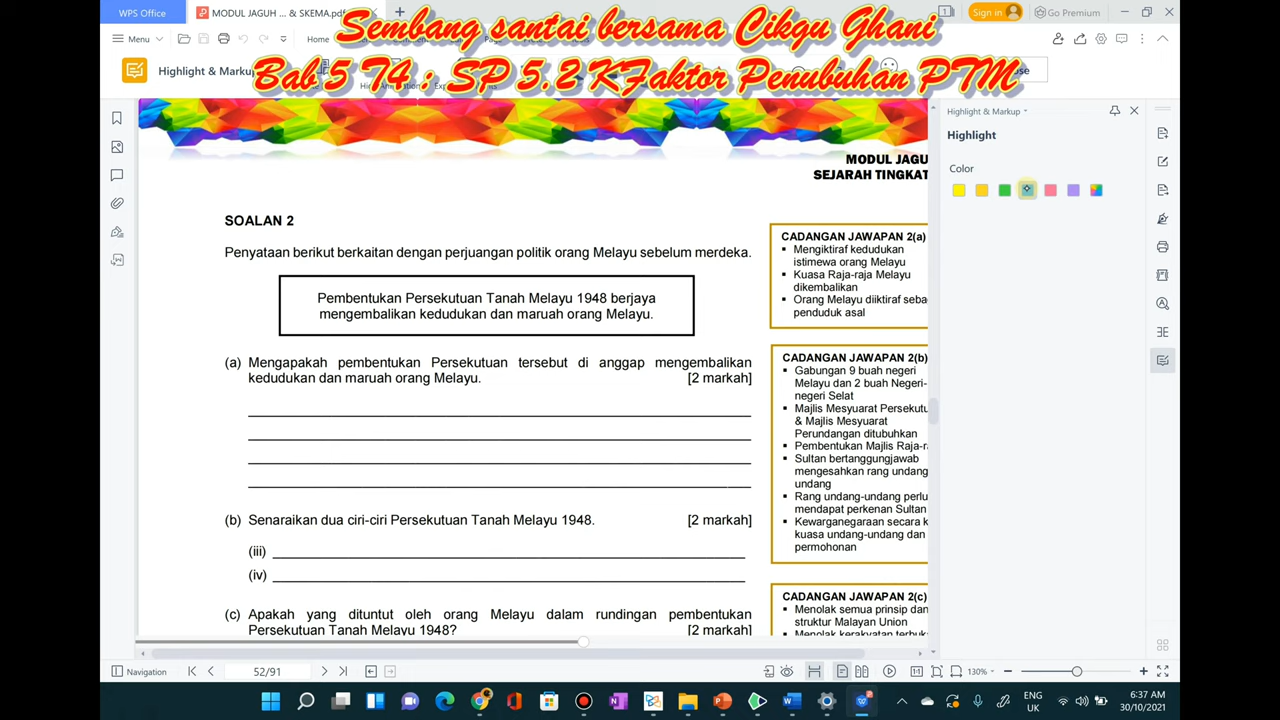 WPS Office
MODUL JAGUH ... & SKEMA.pdf
Sign in
Go Premium
Sembang santai bersama Cikgu Ghani
Menu
Home
Bab 5 T4 : SP 5.2 K Faktor Penubuhan PTM
Highlight & Markup
Highlight & Markup
Highlight
Color
MODUL JAGU
SEJARAH TINGKAT
SOALAN 2
Penyataan berikut berkaitan dengan perjuangan politik orang Melayu sebelum merdeka.
Pembentukan Persekutuan Tanah Melayu 1948 berjaya
mengembalikan kedudukan dan maruah orang Melayu.
(a) Mengapakah pembentukan Persekutuan tersebut di anggap mengembalikan
kedudukan dan maruah orang Melayu. [2 markah]
(b) Senaraikan dua ciri-ciri Persekutuan Tanah Melayu 1948. [2 markah]
(iii)
(iv)
(c) Apakah yang dituntut oleh orang Melayu dalam rundingan pembentukan
Persekutuan Tanah Melayu 1948? [2 markah]
CADANGAN JAWAPAN 2(a)
▪ Mengiktiraf kedudukan
istimewa orang Melayu
▪ Kuasa Raja-raja Melayu
dikembalikan
▪ Orang Melayu diiktiraf seba
penduduk asal
CADANGAN JAWAPAN 2(b)
▪ Gabungan 9 buah negeri
Melayu dan 2 buah Negeri-
negeri Selat
▪ Majlis Mesyuarat Persekutu
& Majlis Mesyuarat
Perundangan ditubuhkan
▪ Pembentukan Majlis Raja-r
▪ Sultan bertanggungjawab
mengesahkan rang undang
undang
▪ Rang undang-undang perlu
mendapat perkenan Sultan
▪ Kewarganegaraan secara k
kuasa undang-undang dan
permohonan
CADANGAN JAWAPAN 2(c)
▪ Menolak semua prinsip dan
struktur Malayan Union
▪ Menolak kerakyatan terbuk
Navigation
52/91
130%
ENG
UK
6:37 AM
30/10/2021